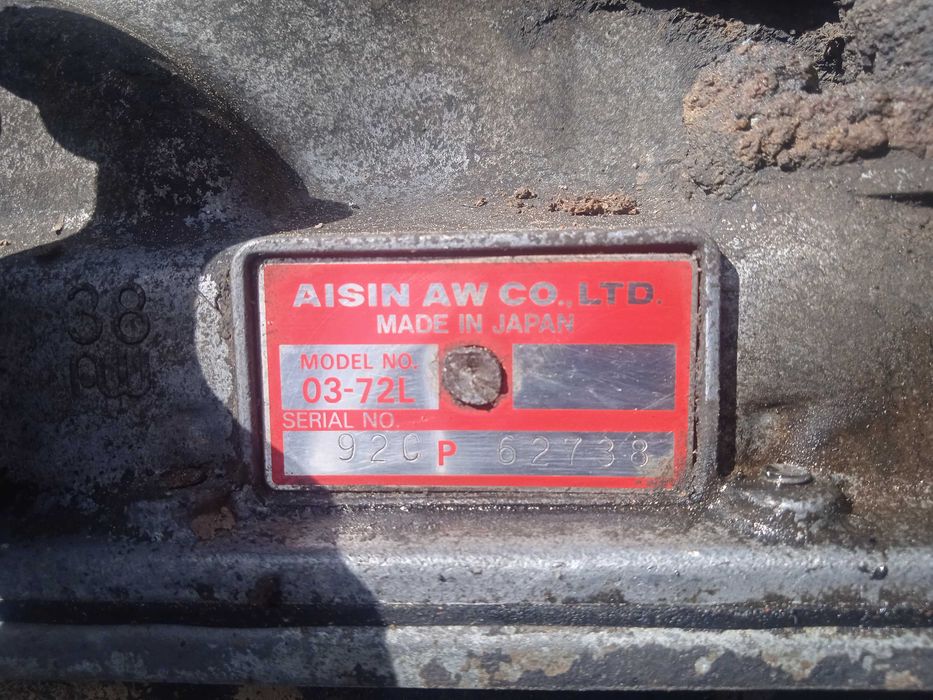 AISIN AW CO., LTD.
MADE IN JAPAN
MODEL NO.
03-72L
SERIAL NO.
92C P 62738
38